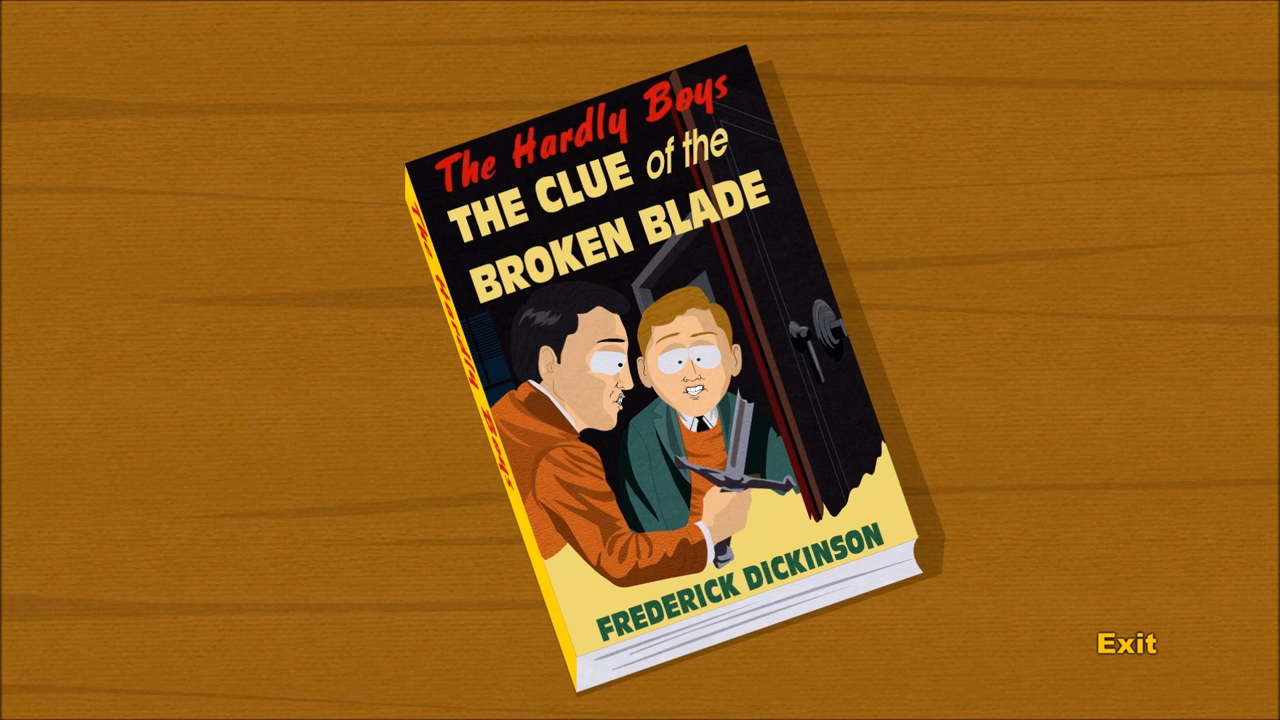 The Hardly Boys
THE CLUE of the
BROKEN BLADE
The Hardly Boys
FREDERICK DICKINSON
Exit